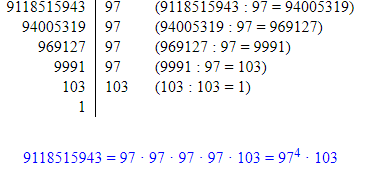 9118515943 97 (9118515943 : 97 = 94005319)
94005319 97 (94005319 : 97 = 969127)
969127 97 (969127 : 97 = 9991)
9991 97 (9991 : 97 = 103)
103 103 (103 : 103 = 1)
1
9118515943 = 97 · 97 · 97 · 97 · 103 = 97⁴ · 103